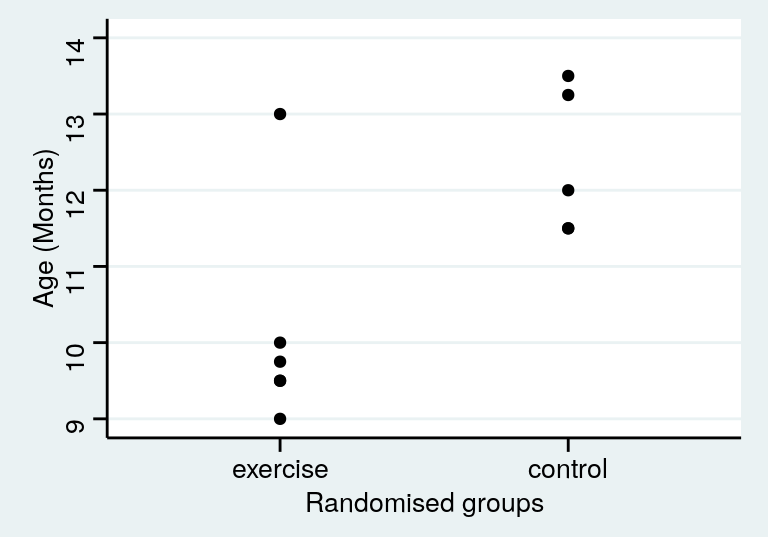 Age (Months)
14
13
12
11
10
9
exercise control
Randomised groups